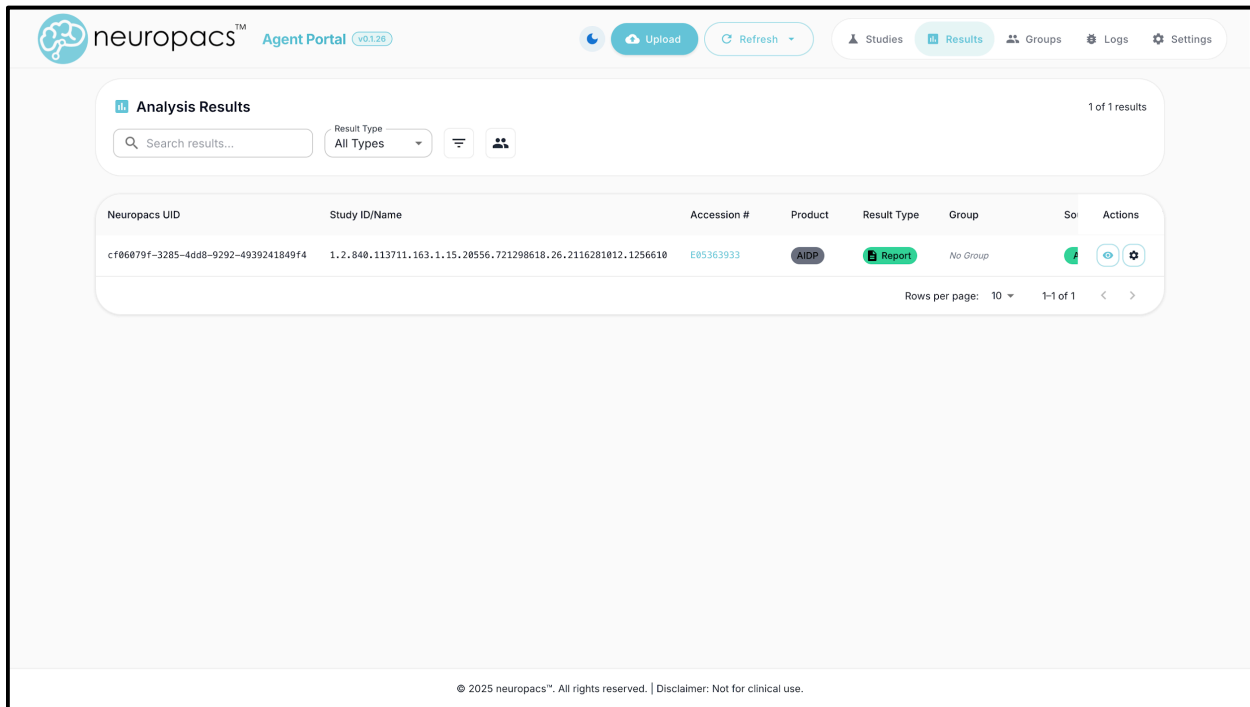 neuropacs™ Agent Portal v0.1.26 Upload Refresh Studies Results Groups Logs Settings
Analysis Results 1 of 1 results
Search results... Result Type All Types
Neuropacs UID Study ID/Name Accession # Product Result Type Group Sou Actions
cf06079f-3285-4dd8-9292-4939241849f4 1.2.840.113711.163.1.15.20556.721298618.26.2116281012.1256610 E05363933 AIDP Report No Group A
Rows per page: 10 1–1 of 1
© 2025 neuropacs™. All rights reserved. | Disclaimer: Not for clinical use.